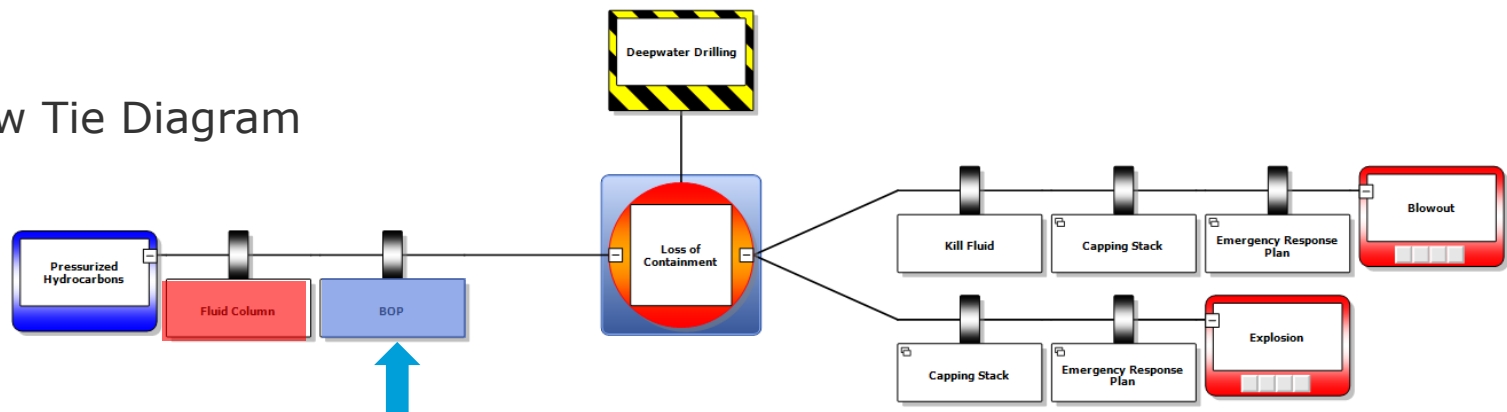 w Tie Diagram
Deepwater Drilling
Pressurized
Hydrocarbons
Fluid Column
BOP
Loss of
Containment
Kill Fluid
Capping Stack
Emergency Response
Plan
Blowout
Capping Stack
Emergency Response
Plan
Explosion